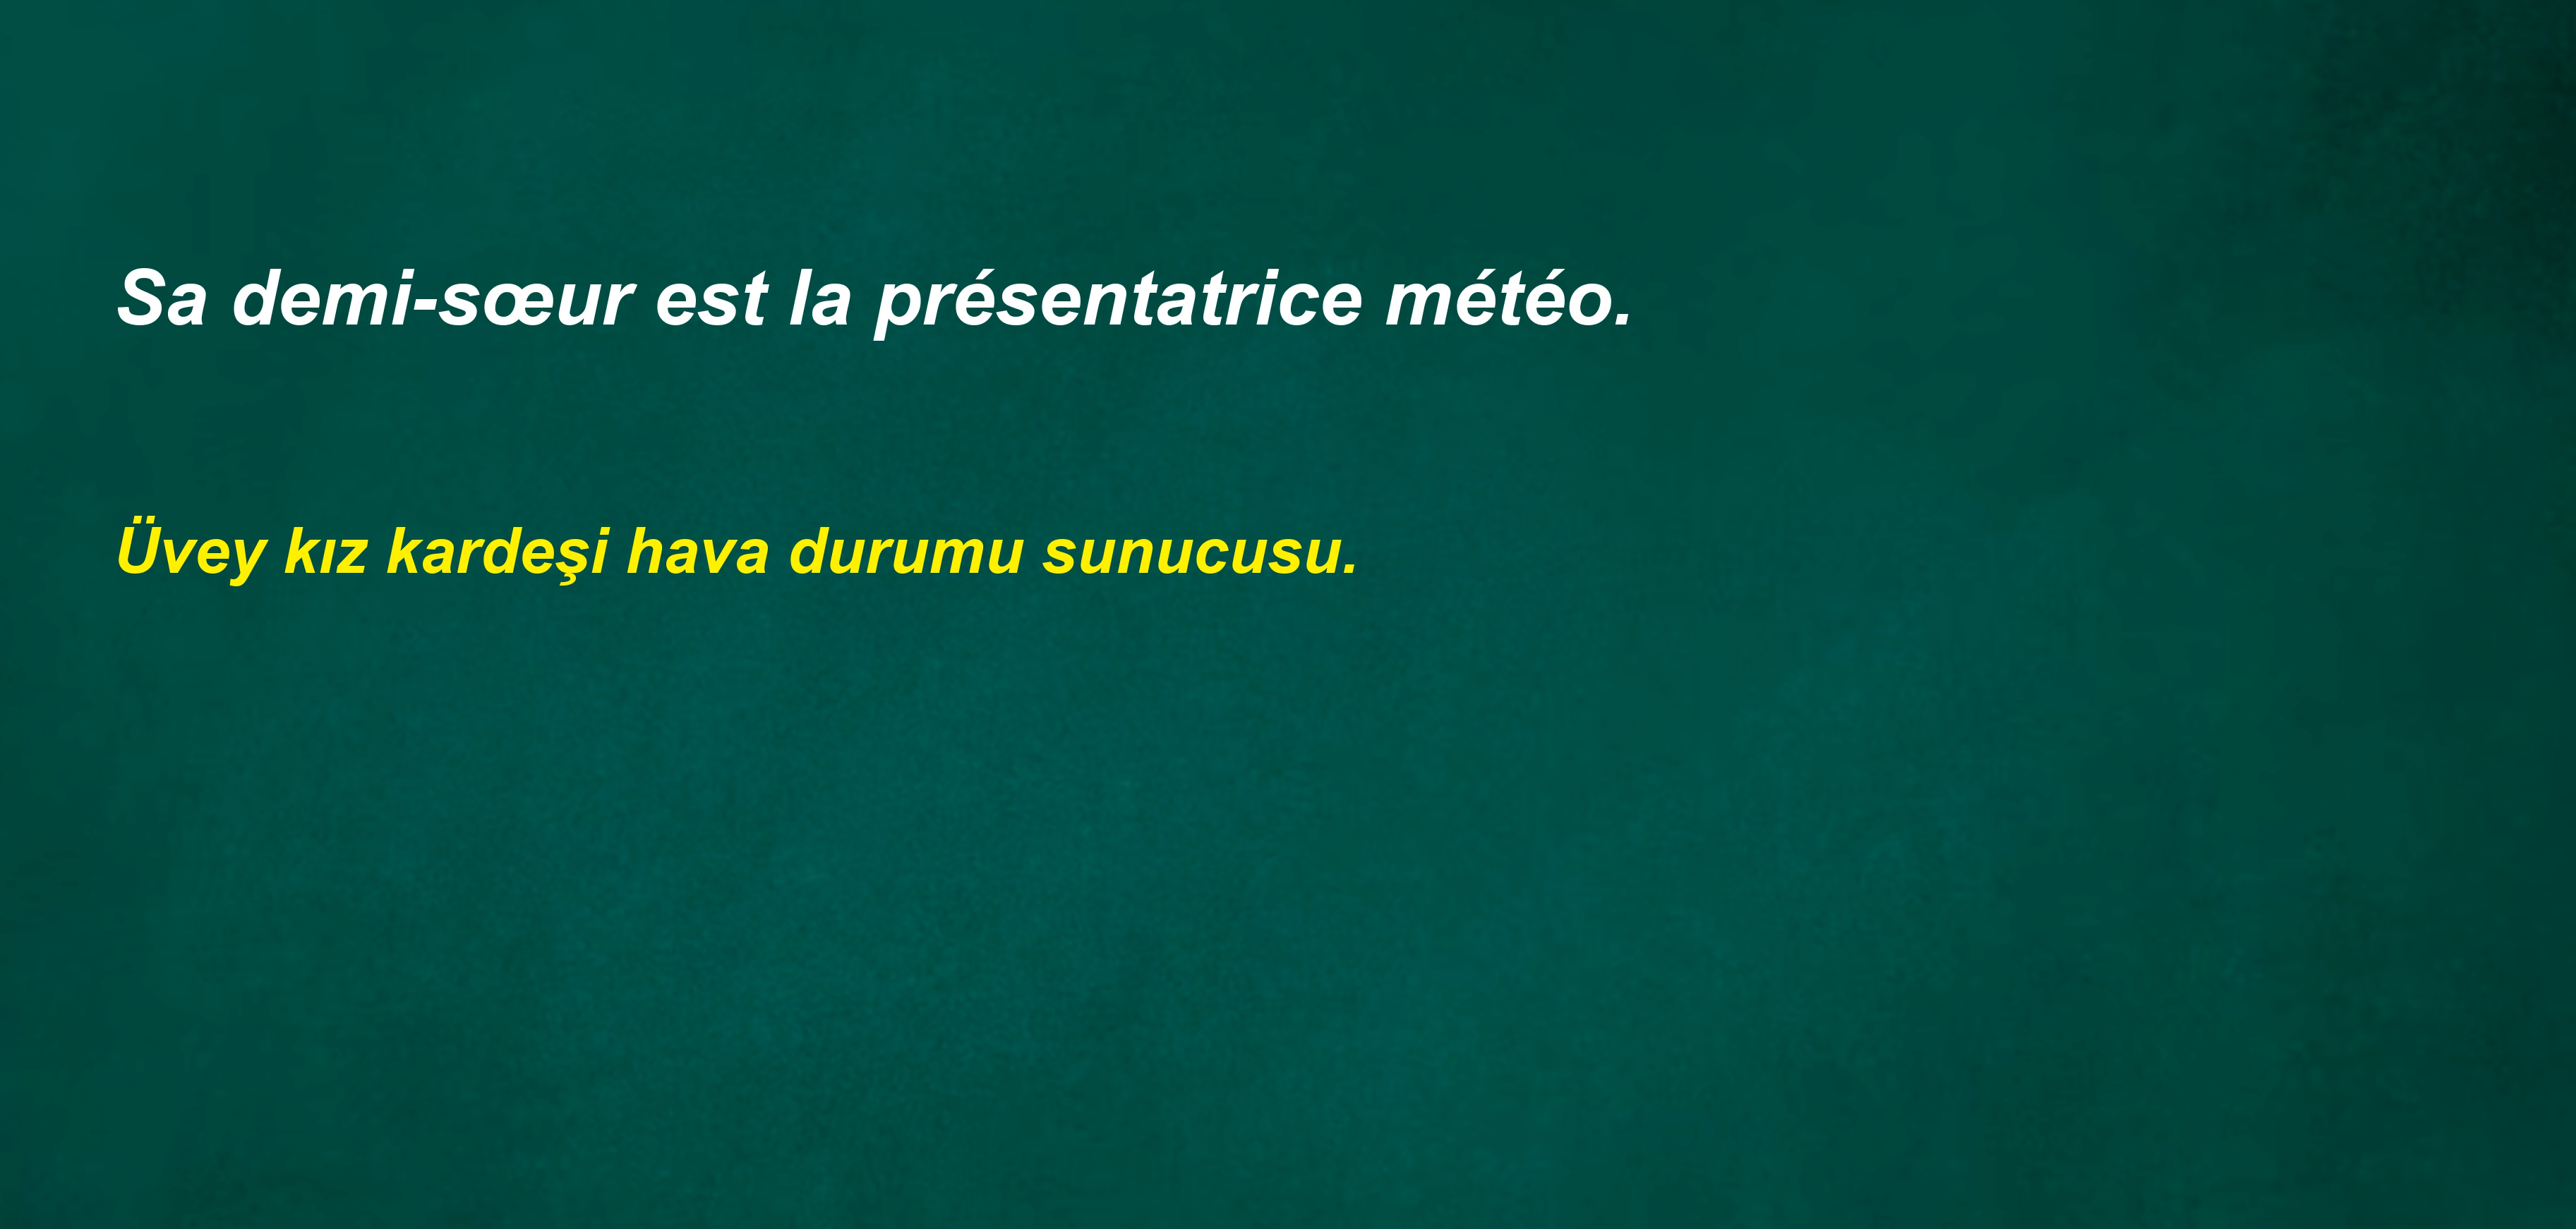 Sa demi-sœur est la présentatrice météo.
Üvey kız kardeşi hava durumu sunucusu.